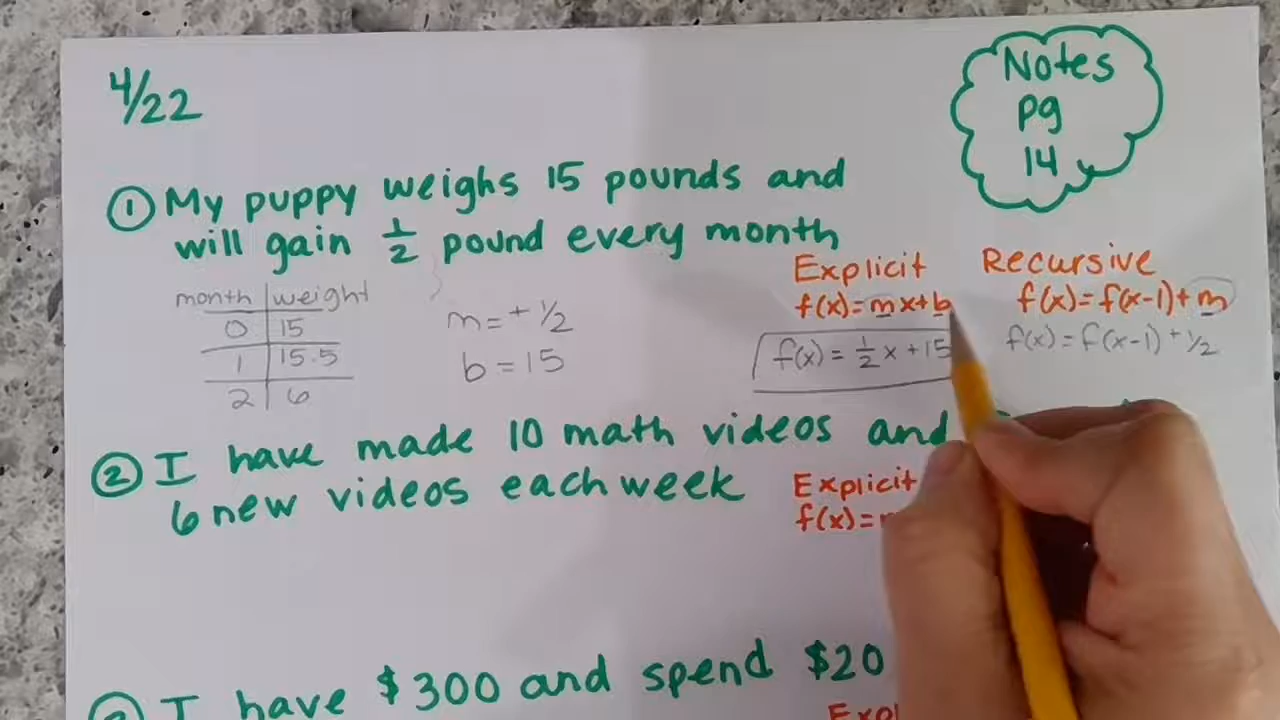 4/22
Notes
pg
14
① My puppy weighs 15 pounds and
will gain 1/2 pound every month
month weight
0 15
1 15.5
2 6
m = + 1/2
b = 15
Explicit
f(x) = mx+b
f(x) = 1/2 x + 15
Recursive
f(x) = f(x-1) + m
f(x) = f(x-1) + 1/2
② I have made 10 math videos and
6 new videos each week
Explicit
f(x) =
I have $300 and spend $20